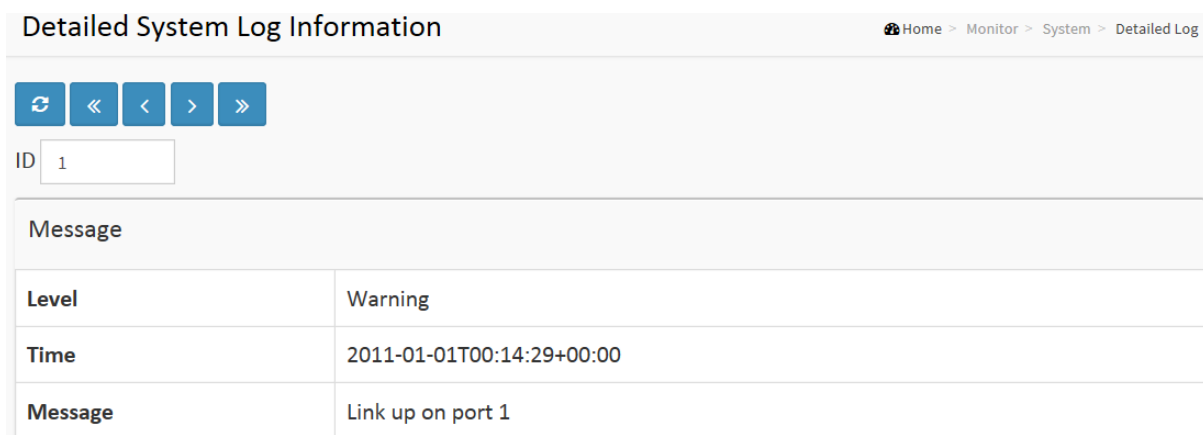 Detailed System Log Information
Home > Monitor > System > Detailed Log
ID 1
Message
Level Warning
Time 2011-01-01T00:14:29+00:00
Message Link up on port 1